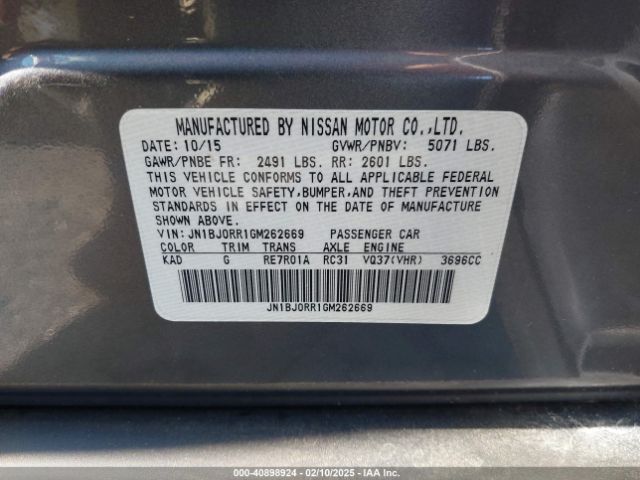 MANUFACTURED BY NISSAN MOTOR CO.,LTD.
DATE: 10/15 GVWR/PNBV: 5071 LBS.
GAWR/PNBE FR: 2491 LBS. RR: 2601 LBS.
THIS VEHICLE CONFORMS TO ALL APPLICABLE FEDERAL
MOTOR VEHICLE SAFETY,BUMPER,AND THEFT PREVENTION
STANDARDS IN EFFECT ON THE DATE OF MANUFACTURE
SHOWN ABOVE.
VIN: JN1BJ0RR1GM262669 PASSENGER CAR
COLOR TRIM TRANS AXLE ENGINE
KAD G RE7R01A RC31 VQ37(VHR) 3696CC
JN1BJ0RR1GM262669
000-40898924 - 02/10/2025 - IAA Inc.